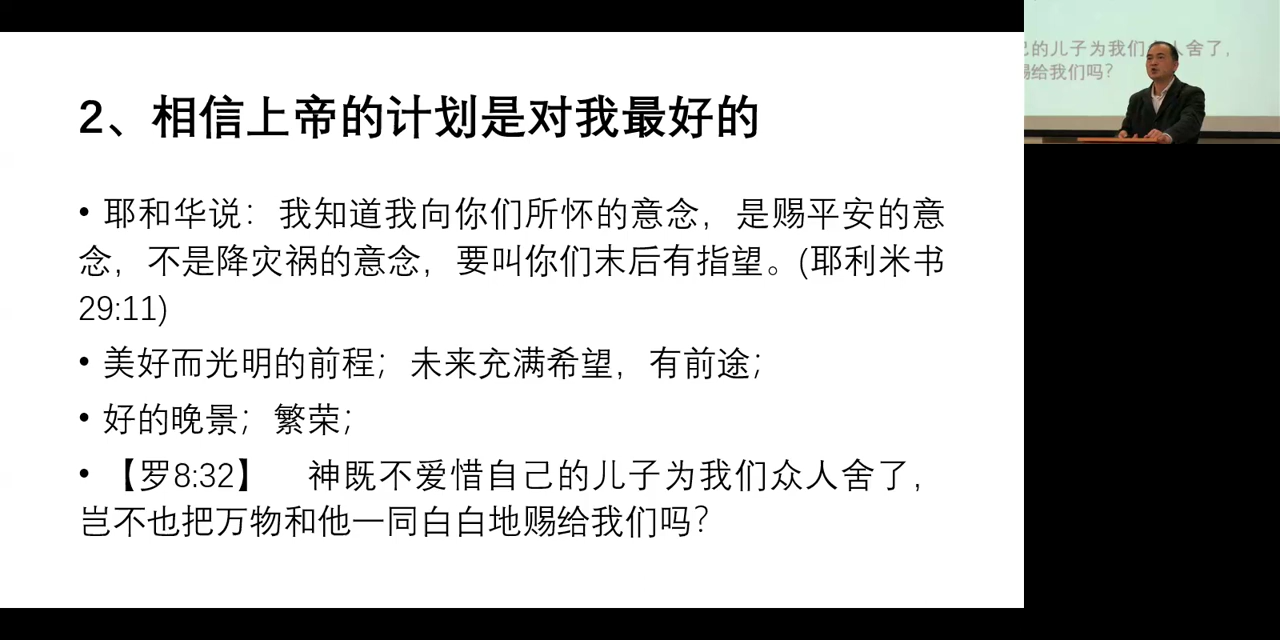 2、相信上帝的计划是对我最好的
• 耶和华说：我知道我向你们所怀的意念，是赐平安的意
念，不是降灾祸的意念，要叫你们末后有指望。(耶利米书
29:11)
• 美好而光明的前程；未来充满希望，有前途；
• 好的晚景；繁荣；
• 【罗8:32】 神既不爱惜自己的儿子为我们众人舍了，
岂不也把万物和他一同白白地赐给我们吗？
己的儿子为我们众人舍了，
赐给我们吗？